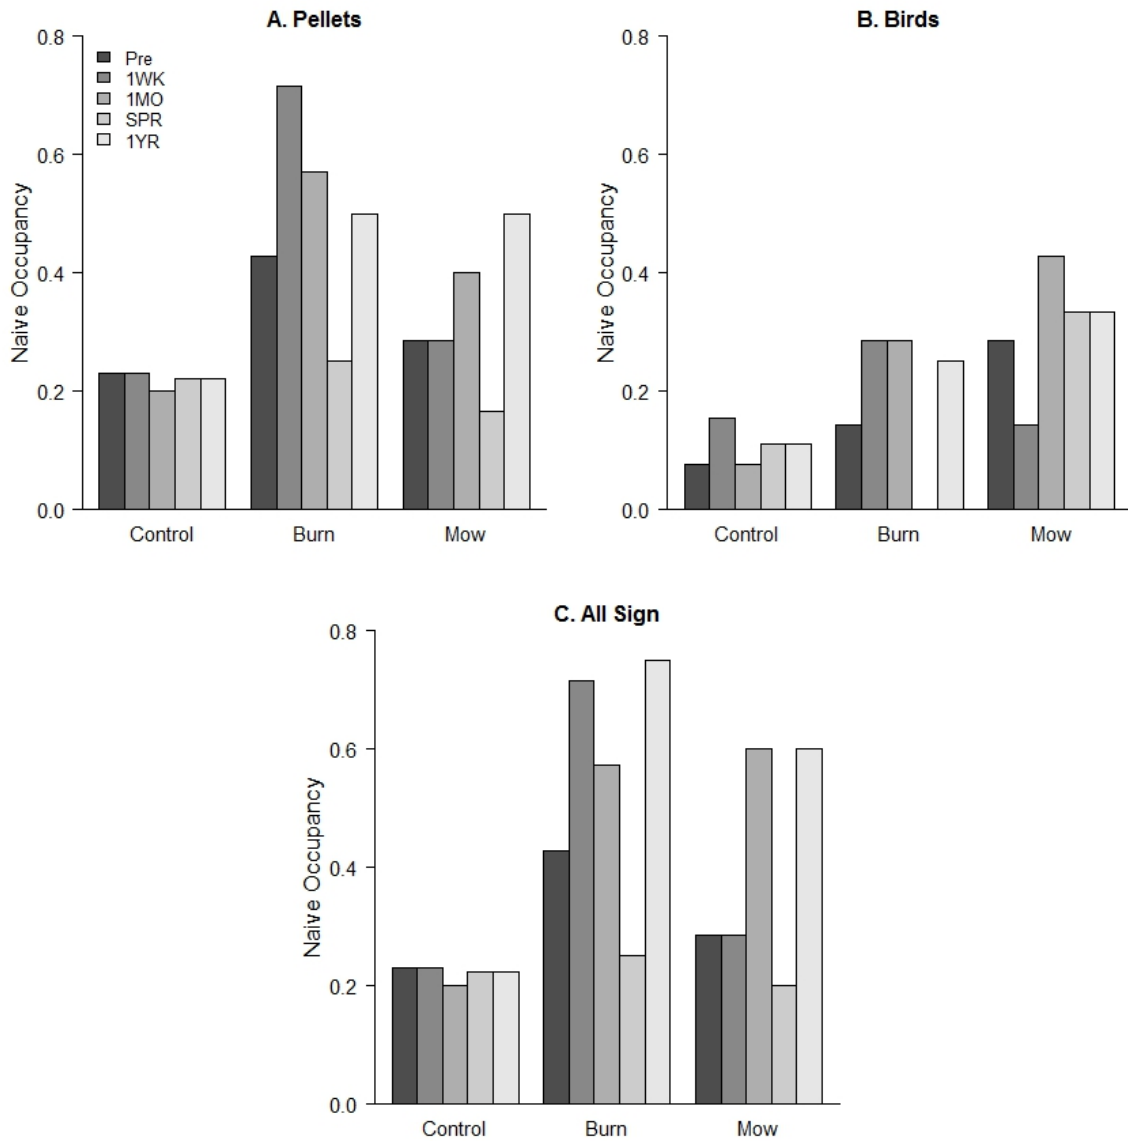 A. Pellets
0.8
0.6
0.4
0.2
0.0
Naive Occupancy
Pre
1WK
1MO
SPR
1YR
Control Burn Mow
B. Birds
0.8
0.6
0.4
0.2
0.0
Naive Occupancy
Control Burn Mow
C. All Sign
0.8
0.6
0.4
0.2
0.0
Naive Occupancy
Control Burn Mow